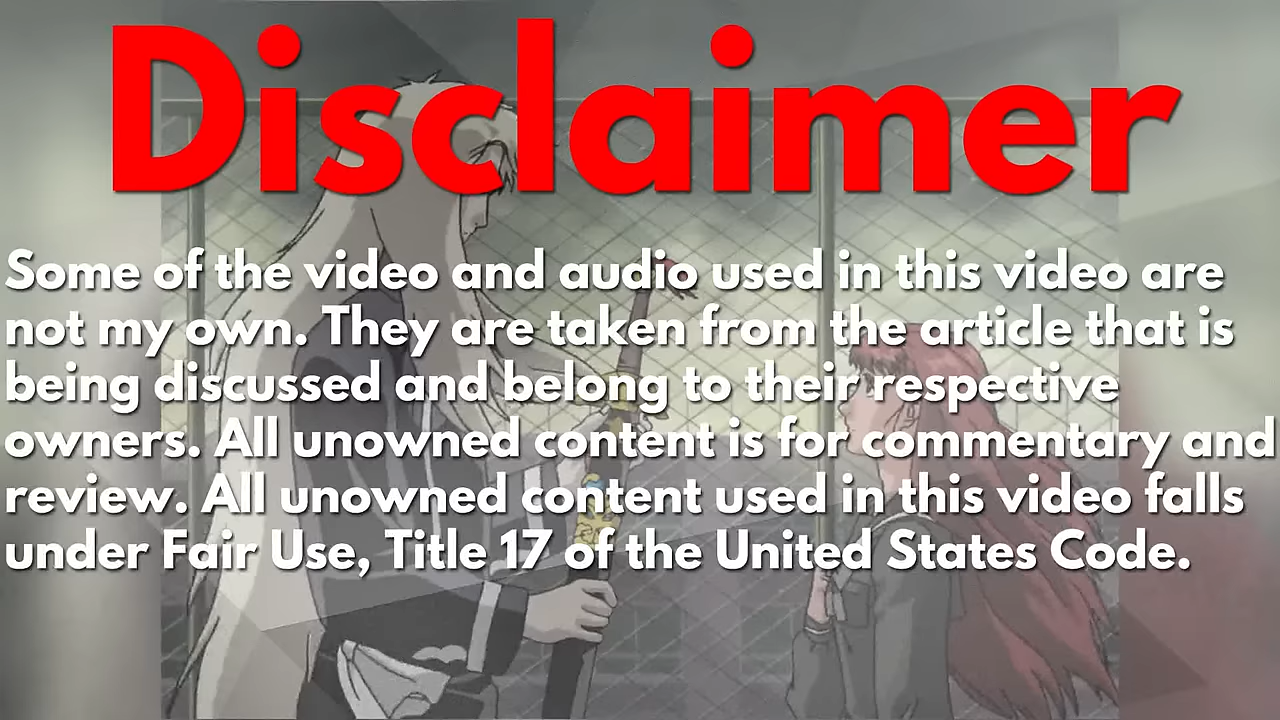 Disclaimer
Some of the video and audio used in this video are
not my own. They are taken from the article that is
being discussed and belong to their respective
owners. All unowned content is for commentary and
review. All unowned content used in this video falls
under Fair Use, Title 17 of the United States Code.